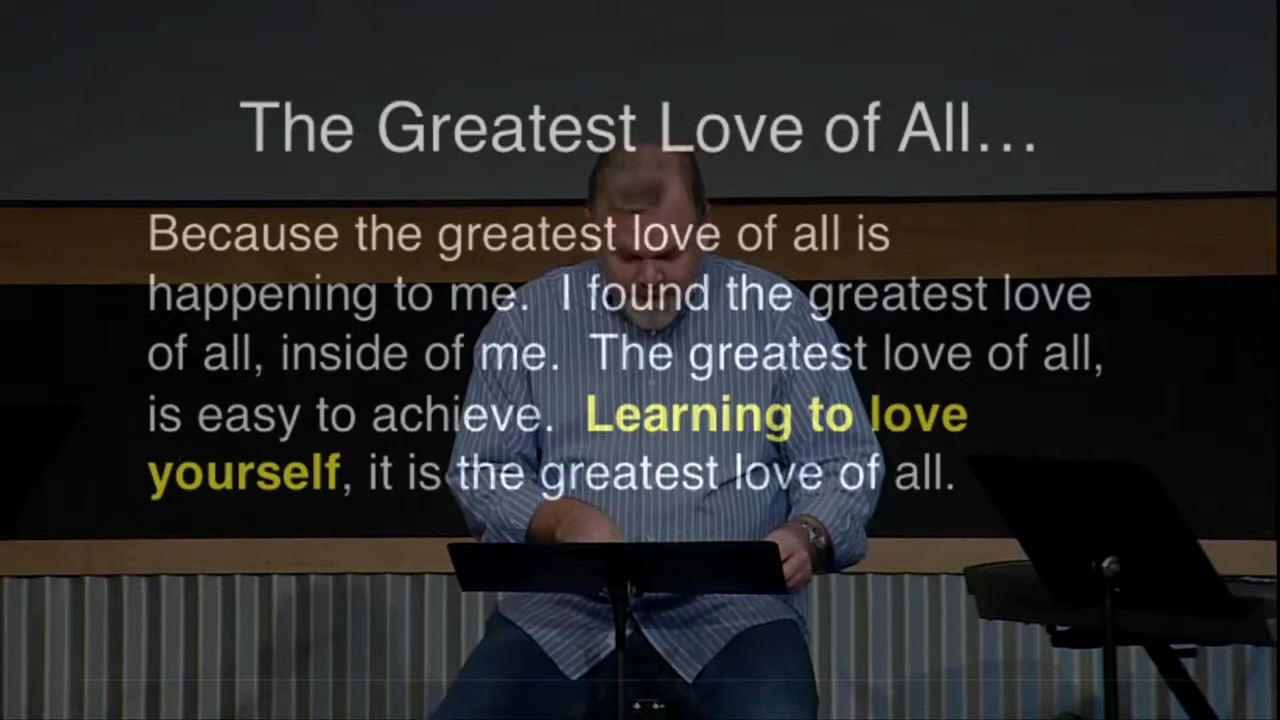 The Greatest Love of All...
Because the greatest love of all is
happening to me.  I found the greatest love
of all, inside of me.  The greatest love of all,
is easy to achieve.  Learning to love
yourself, it is the greatest love of all.